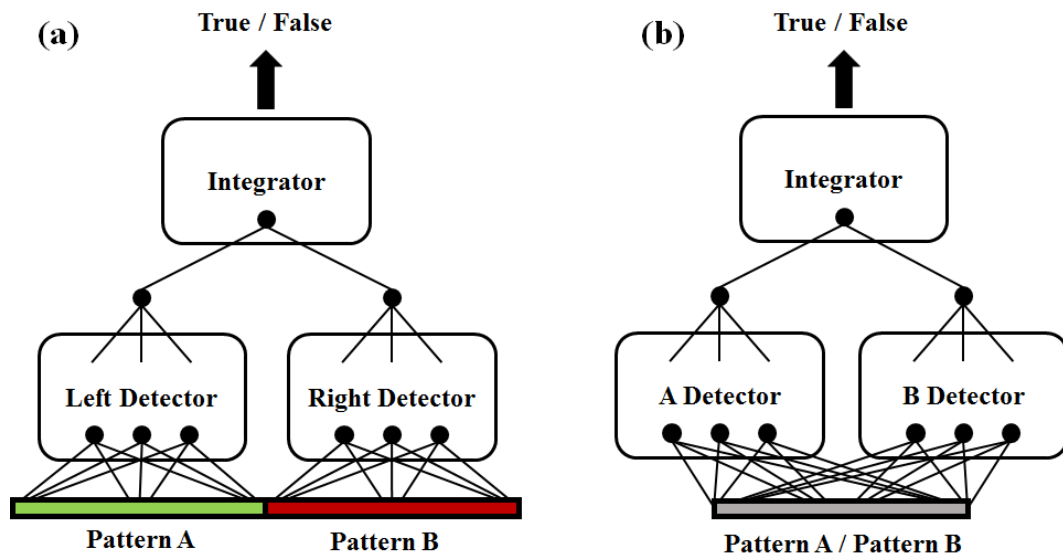 (a)
True / False
Integrator
Left Detector
Right Detector
Pattern A
Pattern B
(b)
True / False
Integrator
A Detector
B Detector
Pattern A / Pattern B